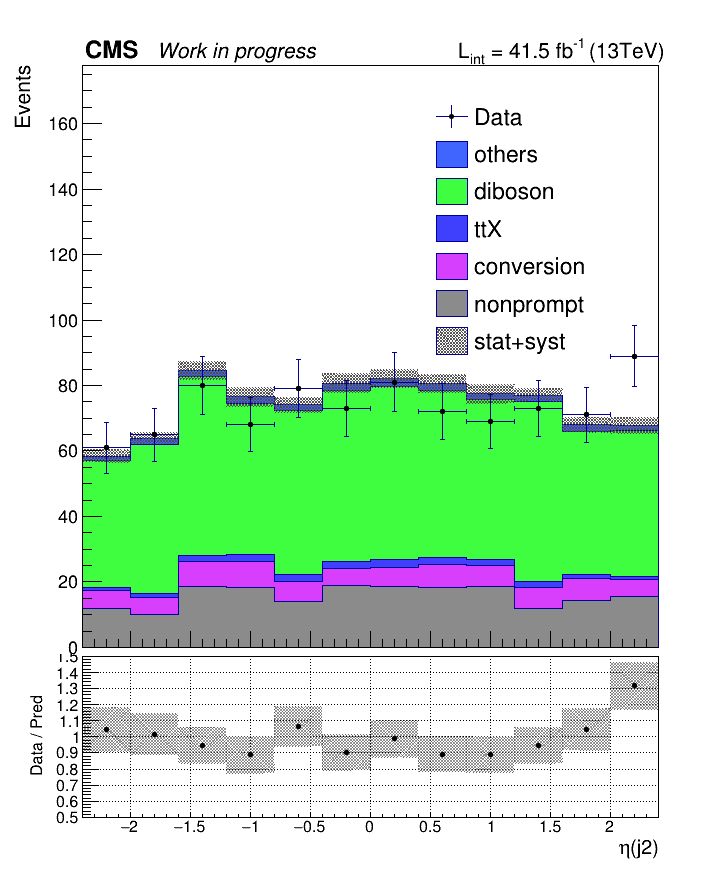 CMS Work in progress L_int = 41.5 fb^-1 (13TeV)
Events
160
140
120
100
80
60
40
20
0
Data
others
diboson
ttX
conversion
nonprompt
stat+syst
Data / Pred
1.5
1.4
1.3
1.2
1.1
1
0.9
0.8
0.7
0.6
0.5
−2 −1.5 −1 −0.5 0 0.5 1 1.5 2
η(j2)